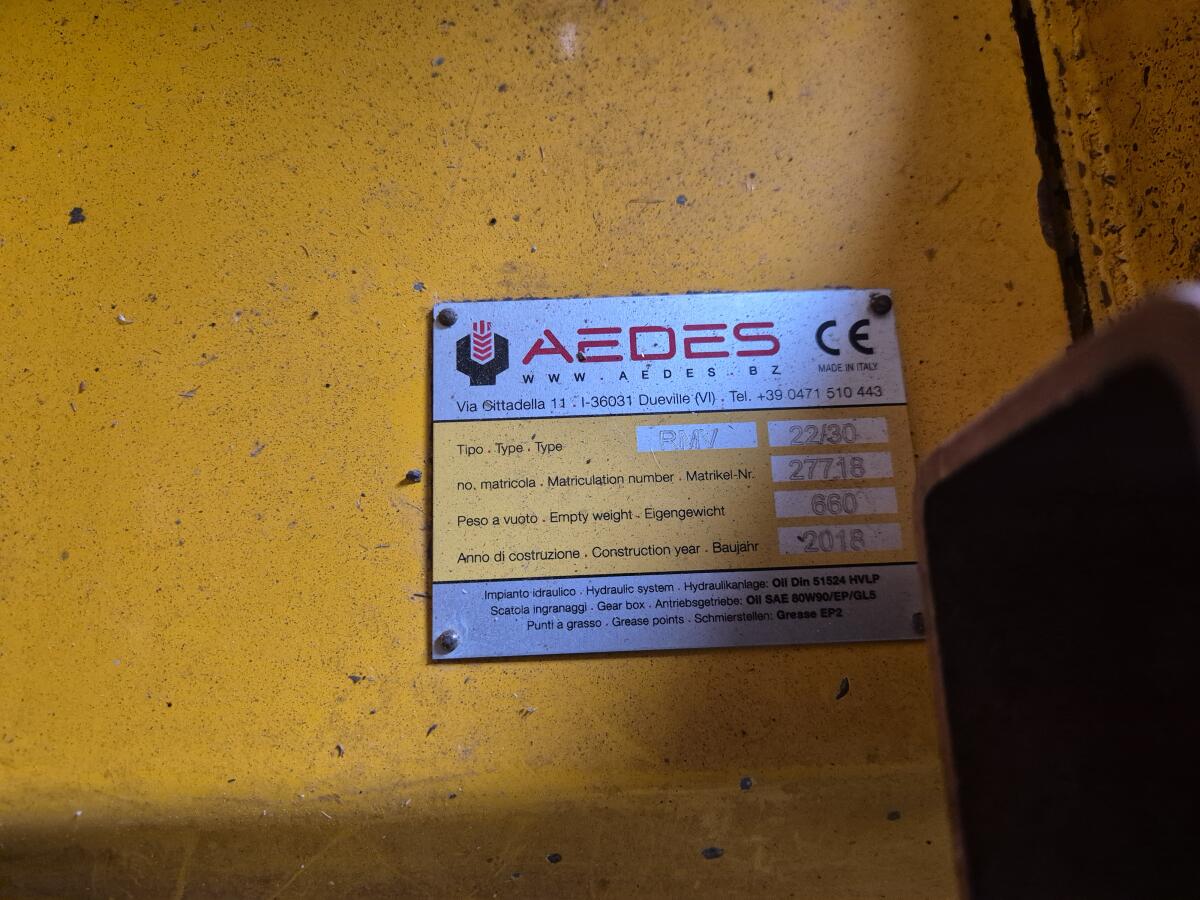 AEDES
CE
WWW.AEDES.BZ
MADE IN ITALY
Via Cittadella 11 . I-36031 Dueville (VI) . Tel. +39 0471 510 443
Tipo . Type . Type RMV 22/30
no. matricola . Matriculation number . Matrikel-Nr. 27718
Peso a vuoto . Empty weight . Eigengewicht 660
Anno di costruzione . Construction year . Baujahr 2018
Impianto idraulico . Hydraulic system . Hydraulikanlage: Oil Din 51524 HVLP
Scatola ingranaggi . Gear box . Antriebsgetriebe: Oil SAE 80W90/EP/GL5
Punti a grasso . Grease points . Schmierstellen: Grease EP2